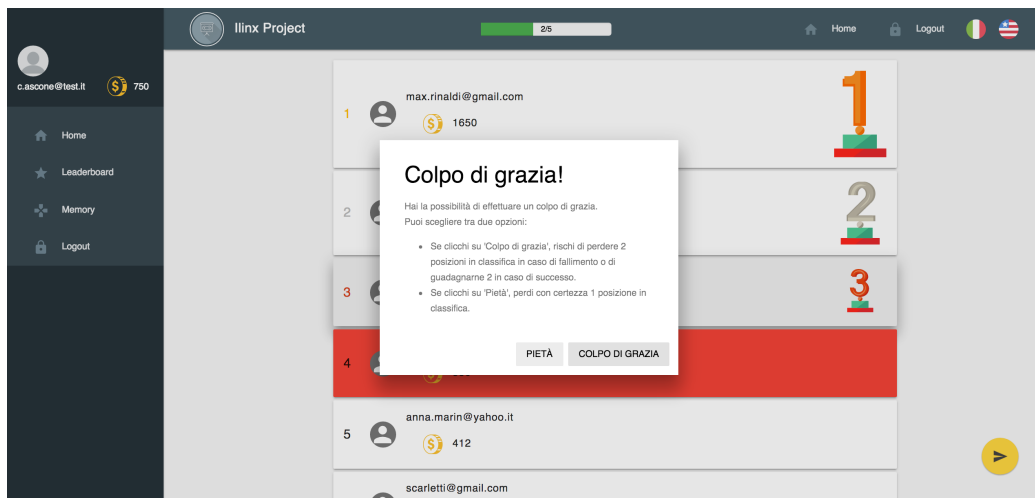 Ilinx Project
2/5
Home
Logout
c.ascone@test.it
750
Home
Leaderboard
Memory
Logout
1
max.rinaldi@gmail.com
1650
1
2
2
3
3
4
5
anna.marin@yahoo.it
412
scarletti@gmail.com
Colpo di grazia!
Hai la possibilità di effettuare un colpo di grazia.
Puoi scegliere tra due opzioni:
• Se clicchi su 'Colpo di grazia', rischi di perdere 2
posizioni in classifica in caso di fallimento o di
guadagnarne 2 in caso di successo.
• Se clicchi su 'Pietà', perdi con certezza 1 posizione in
classifica.
PIETÀ
COLPO DI GRAZIA